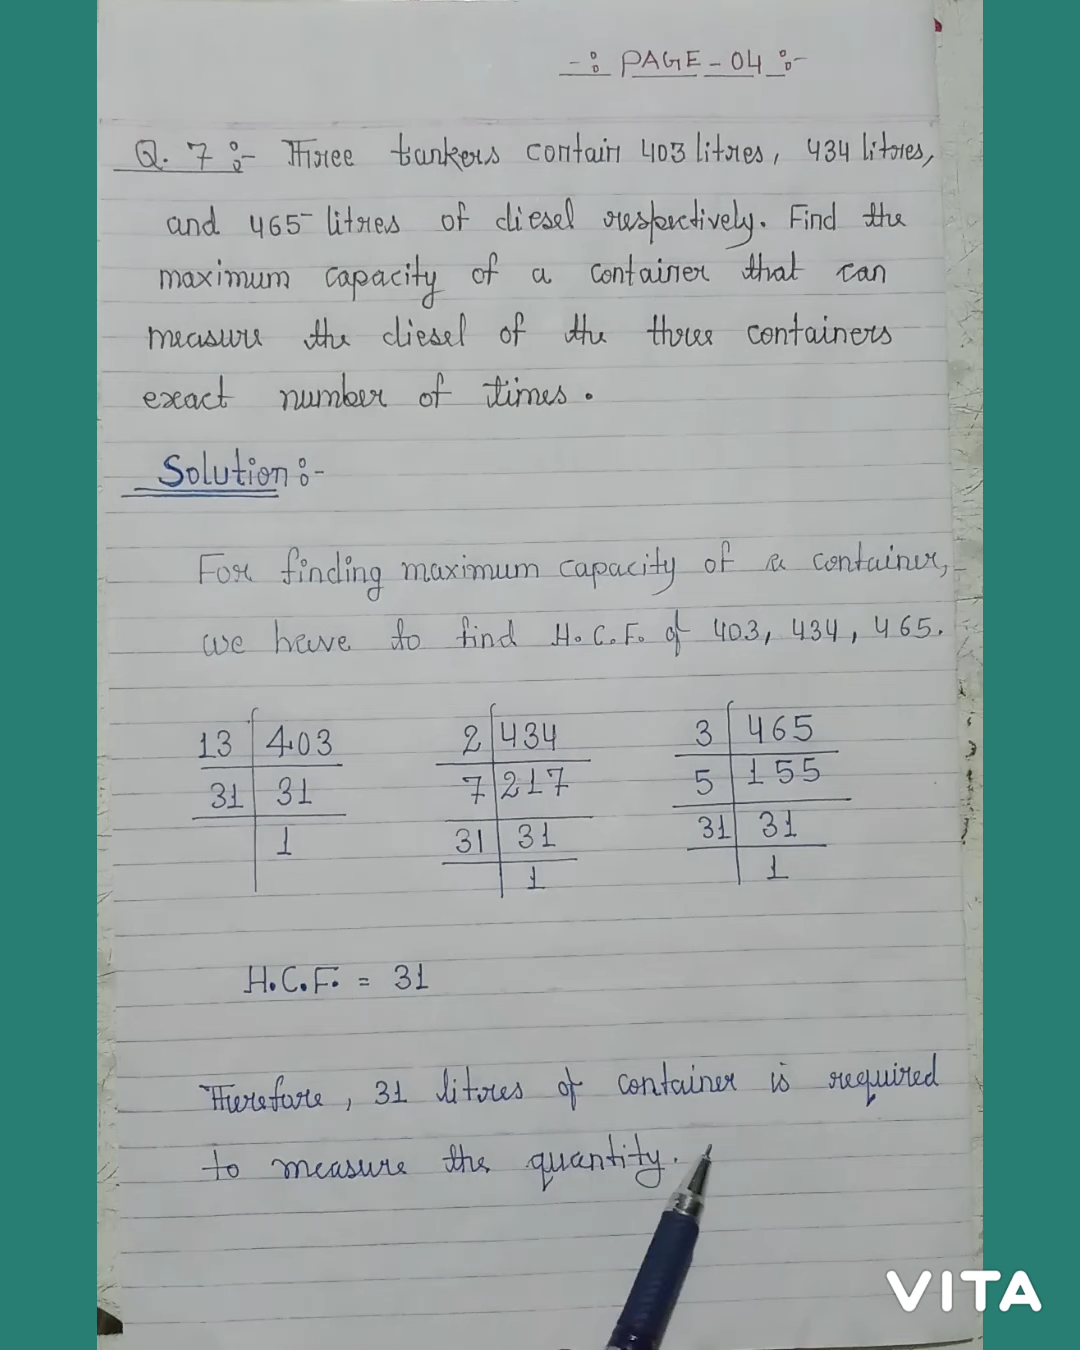 -: PAGE - 04 :-
Q. 7 :- Three tankers contain 403 litres, 434 litres,
and 465 litres of diesel respectively. Find the
maximum capacity of a container that can
measure the diesel of the three containers
exact number of times.
Solution :-
For finding maximum capacity of a container,
we have to find H.C.F. of 403, 434, 465.
13 | 403
31 | 31
1
2 | 434
7 | 217
31 | 31
1
3 | 465
5 | 155
31 | 31
1
H.C.F. = 31
Therefore, 31 litres of container is required
to measure the quantity.
VITA